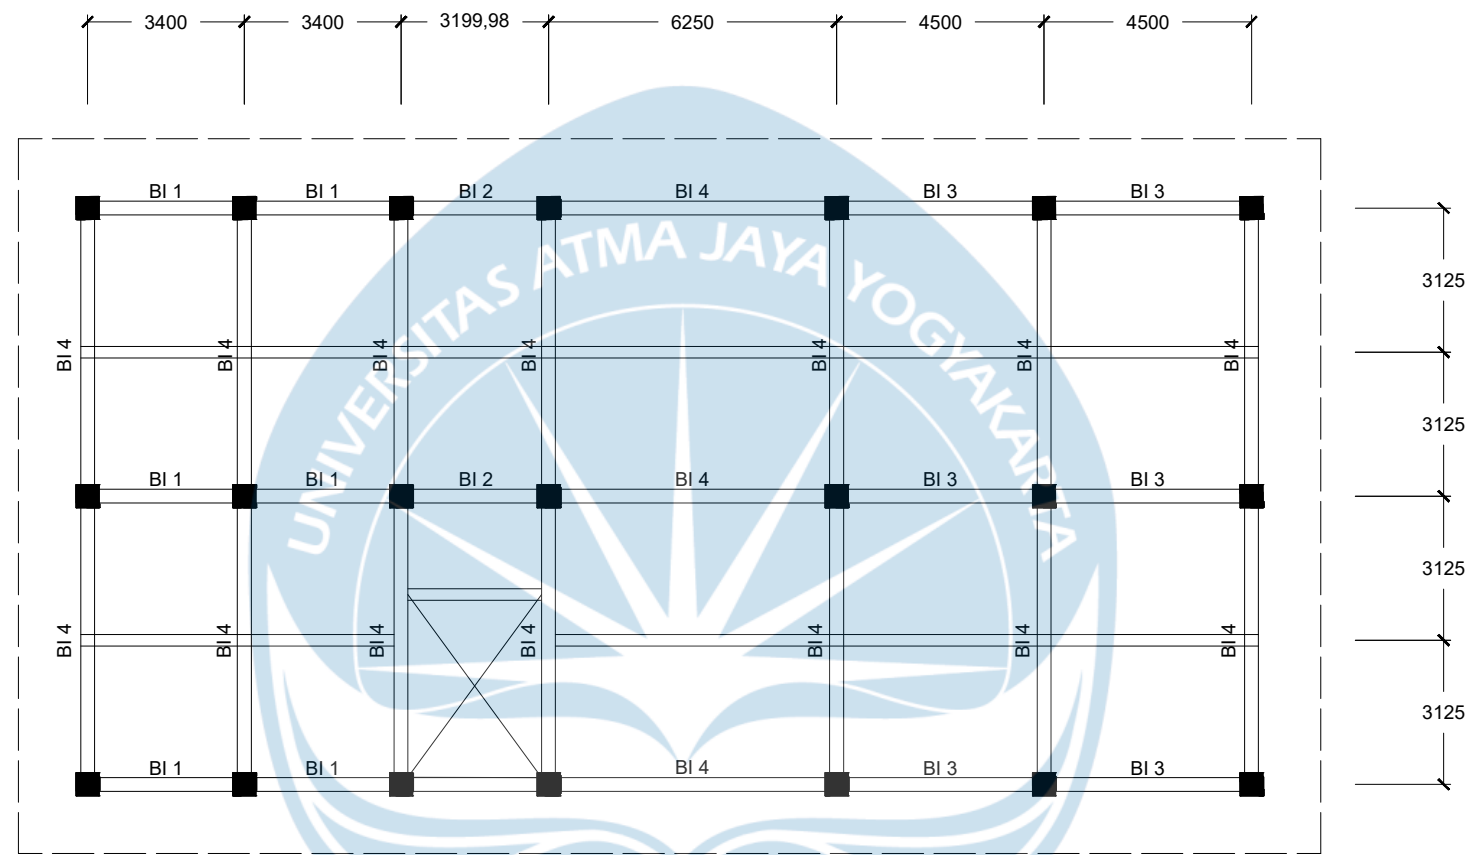 3400 3400 3199,98 6250 4500 4500
BI 1 BI 1 BI 2 BI 4 BI 3 BI 3
UNIVERSITAS ATMA JAYA YOGYAKARTA
3125
BI 4 BI 4 BI 4 BI 4 BI 4 BI 4 BI 4
3125
BI 1 BI 1 BI 2 BI 4 BI 3 BI 3
3125
BI 4 BI 4 BI 4 BI 4 BI 4 BI 4 BI 4
3125
BI 1 BI 1 BI 4 BI 3 BI 3